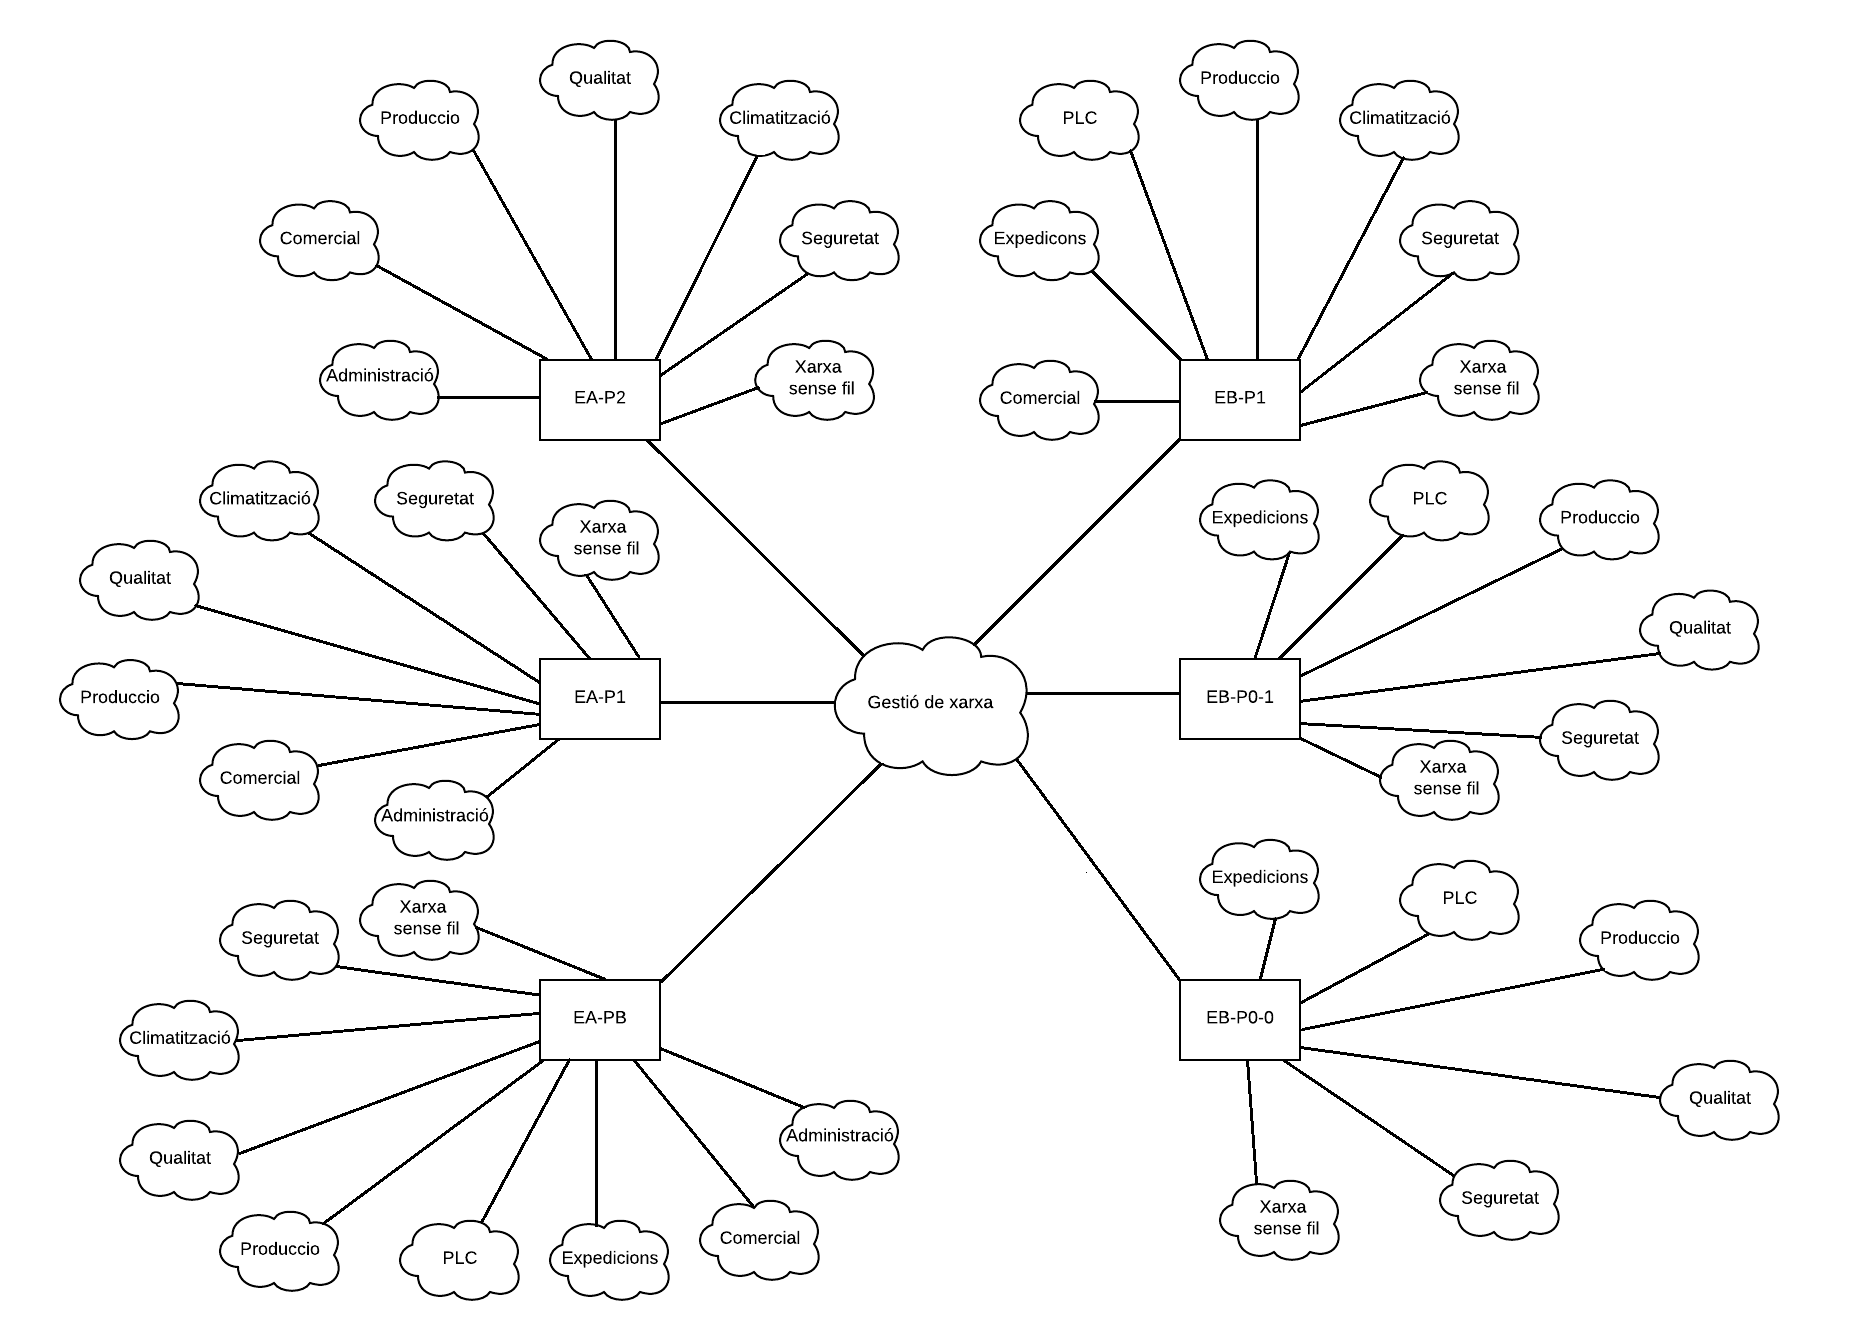 Qualitat
Produccio
Climatització
Comercial
Seguretat
Administració
Xarxa
sense fil
EA-P2
Produccio
PLC
Climatització
Expedicons
Seguretat
Xarxa
sense fil
Comercial
EB-P1
Climatització
Seguretat
Xarxa
sense fil
Qualitat
Produccio
EA-P1
Comercial
Administració
Gestió de xarxa
Expedicions
PLC
Produccio
Qualitat
EB-P0-1
Seguretat
Xarxa
sense fil
Xarxa
sense fil
Seguretat
Climatització
EA-PB
Qualitat
Administració
Produccio
PLC
Expedicions
Comercial
Expedicions
PLC
Produccio
EB-P0-0
Qualitat
Seguretat
Xarxa
sense fil